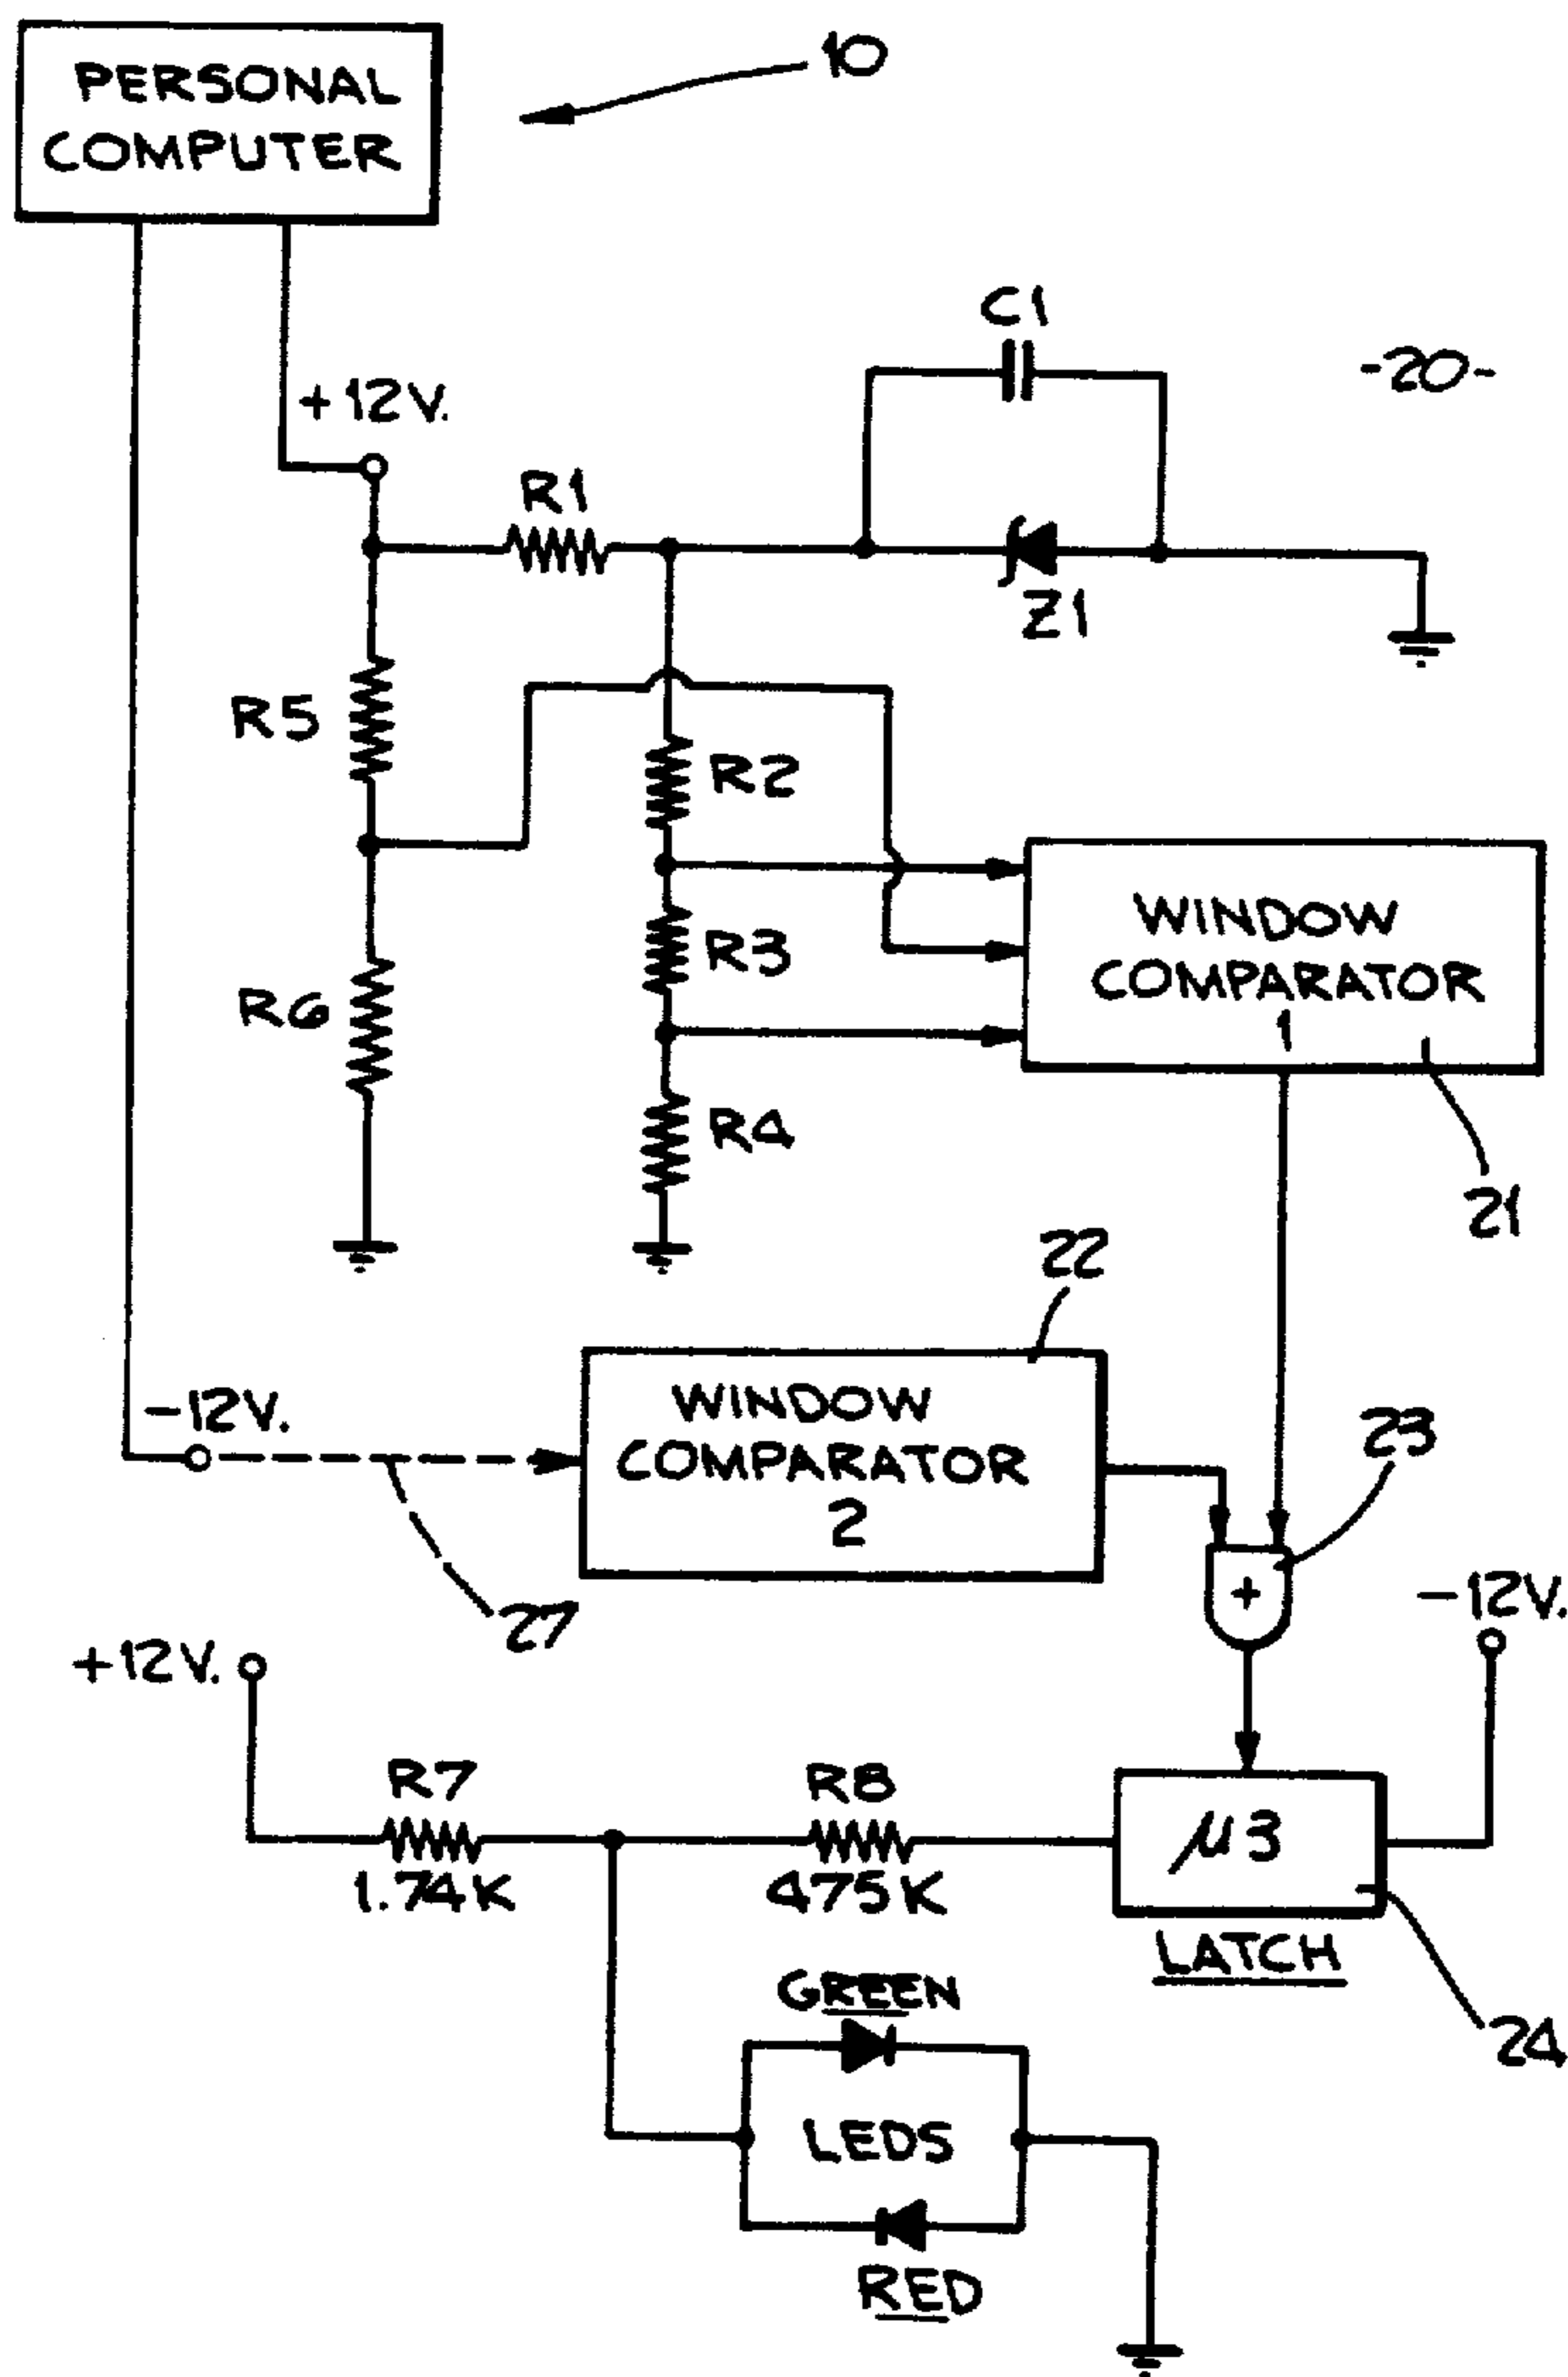 PERSONAL
COMPUTER
10
C1
-20-
+12V.
R1
Z1
R5
R2
WINDOW
COMPARATOR
1
R3
R6
R4
21
22
-12V.
WINDOW
COMPARATOR
2
23
27
-12V.
+12V.
R7
1.74K
R8
475K
μ3
LATCH
GREEN
24
LEDS
RED